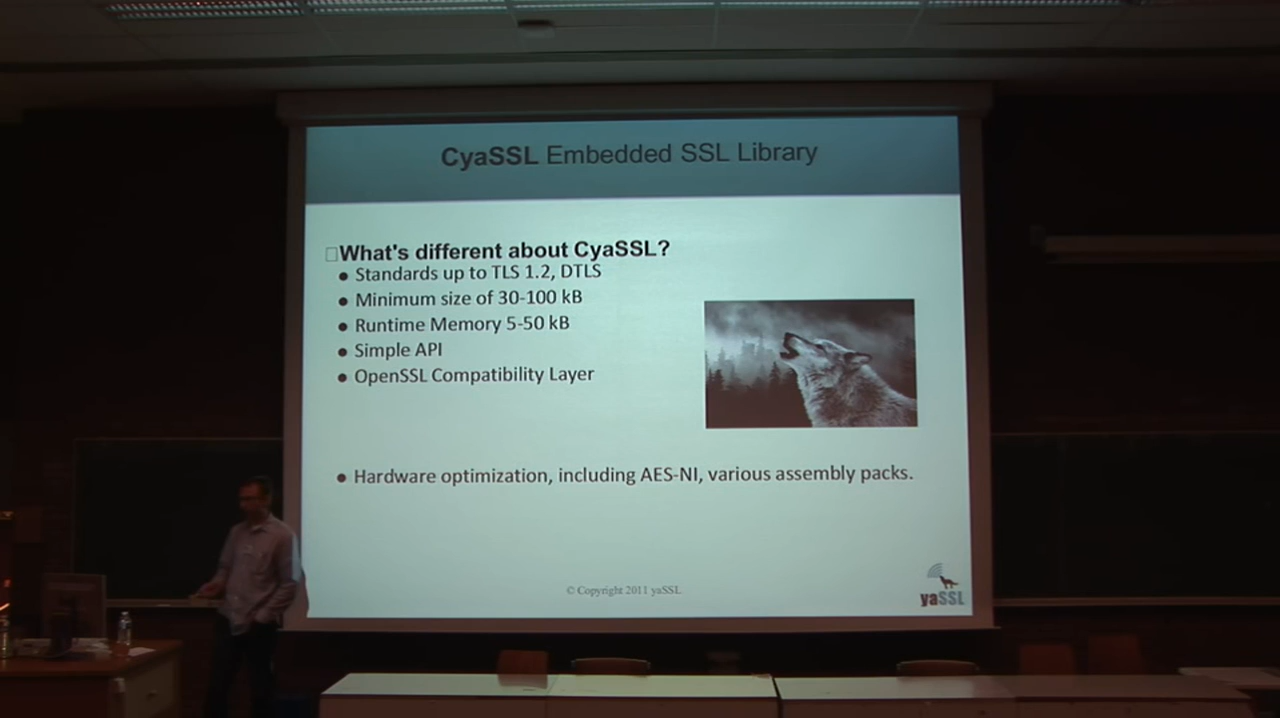 CyaSSL Embedded SSL Library
What's different about CyaSSL?
● Standards up to TLS 1.2, DTLS
● Minimum size of 30-100 kB
● Runtime Memory 5-50 kB
● Simple API
● OpenSSL Compatibility Layer
● Hardware optimization, including AES-NI, various assembly packs.
© Copyright 2011 yaSSL
yaSSL